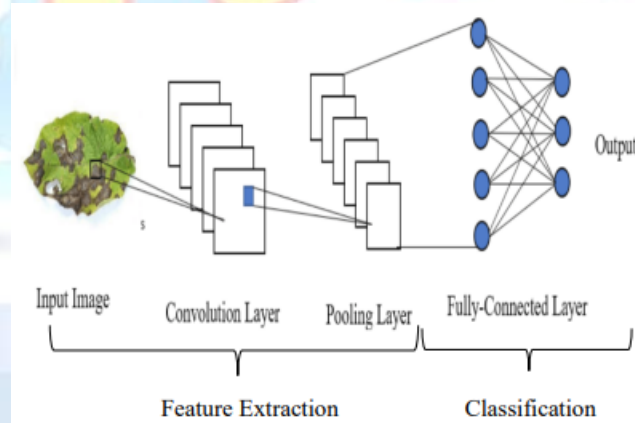 Output
s
Input Image
Convolution Layer
Pooling Layer
Fully-Connected Layer
Feature Extraction
Classification